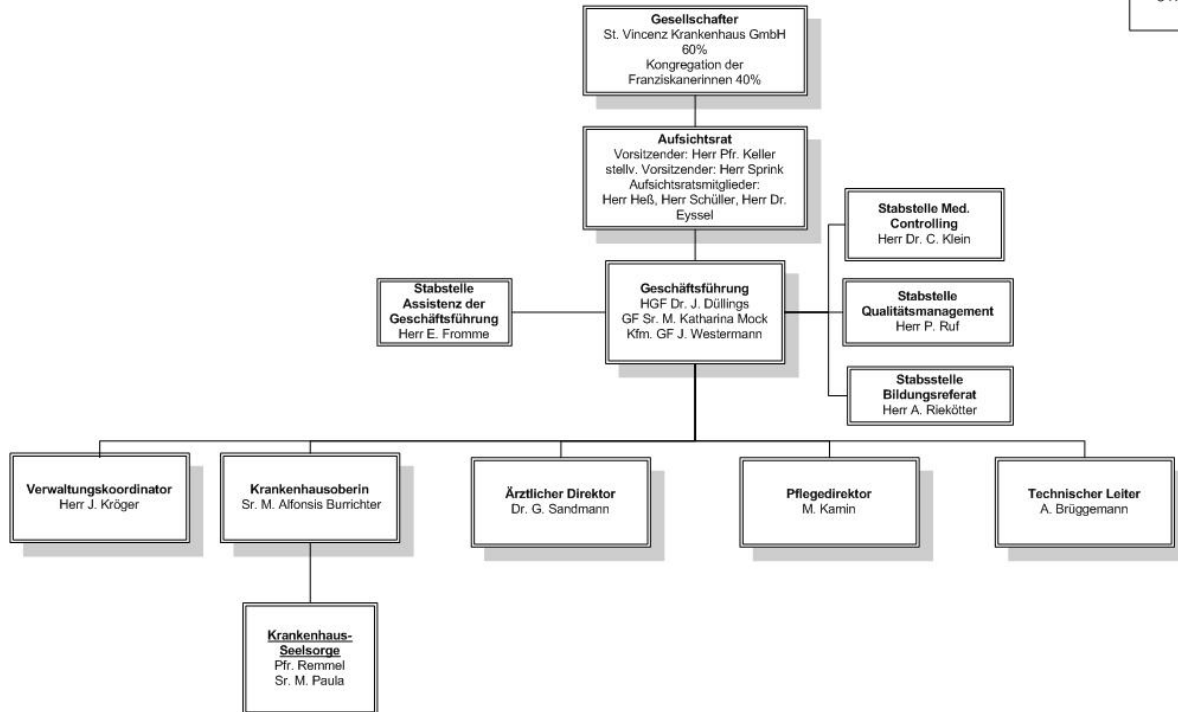 Gesellschafter
St. Vincenz Krankenhaus GmbH
60%
Kongregation der
Franziskanerinnen 40%
Aufsichtsrat
Vorsitzender: Herr Pfr. Keller
stellv. Vorsitzender: Herr Sprink
Aufsichtsratsmitglieder:
Herr Heß, Herr Schüller, Herr Dr.
Eyssel
Stabstelle Med.
Controlling
Herr Dr. C. Klein
Stabstelle
Assistenz der
Geschäftsführung
Herr E. Fromme
Geschäftsführung
HGF Dr. J. Düllings
GF Sr. M. Katharina Mock
Kfm. GF J. Westermann
Stabstelle
Qualitätsmanagement
Herr P. Ruf
Stabsstelle
Bildungsreferat
Herr A. Riekötter
Verwaltungskoordinator
Herr J. Kröger
Krankenhausoberin
Sr. M. Alfonsis Burrichter
Ärztlicher Direktor
Dr. G. Sandmann
Pflegedirektor
M. Kamin
Technischer Leiter
A. Brüggemann
Krankenhaus-
Seelsorge
Pfr. Remmel
Sr. M. Paula